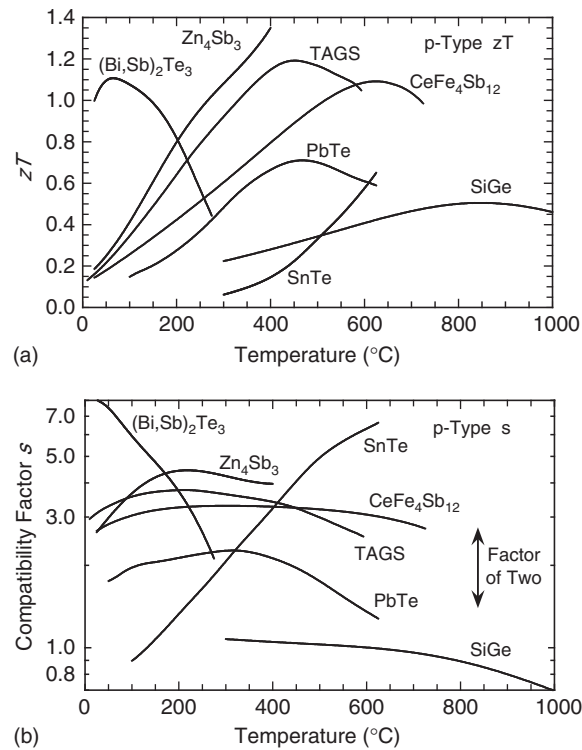 1.4
1.2
1.0
0.8
0.6
0.4
0.2
0.0
zT
Zn₄Sb₃
(Bi,Sb)₂Te₃
TAGS
p-Type zT
CeFe₄Sb₁₂
PbTe
SiGe
SnTe
0 200 400 600 800 1000
(a) Temperature (°C)
7.0
5.0
3.0
1.0
0.8
Compatibility Factor s
(Bi,Sb)₂Te₃
p-Type s
SnTe
Zn₄Sb₃
CeFe₄Sb₁₂
TAGS
Factor
of Two
PbTe
SiGe
0 200 400 600 800 1000
(b) Temperature (°C)